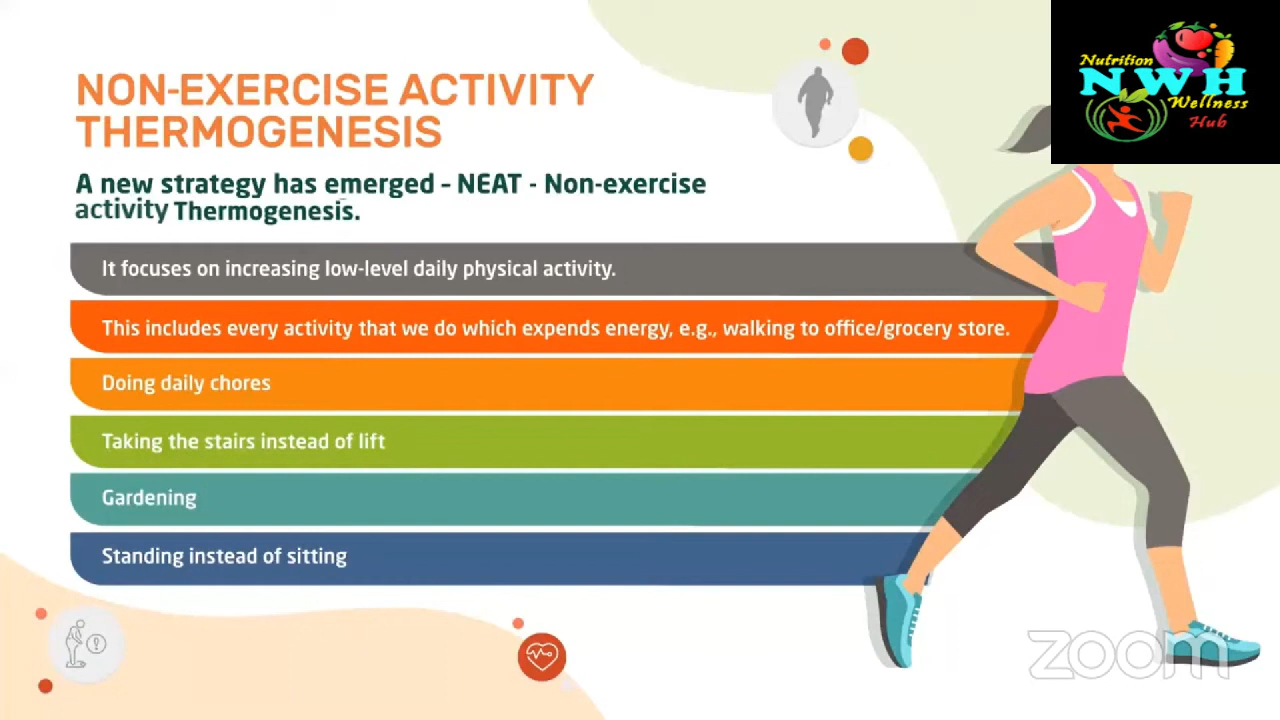 NON-EXERCISE ACTIVITY
THERMOGENESIS
A new strategy has emerged – NEAT - Non-exercise
activity Thermogenesis.
It focuses on increasing low-level daily physical activity.
This includes every activity that we do which expends energy, e.g., walking to office/grocery store.
Doing daily chores
Taking the stairs instead of lift
Gardening
Standing instead of sitting
Nutrition
NWH
Wellness
Hub
zoom